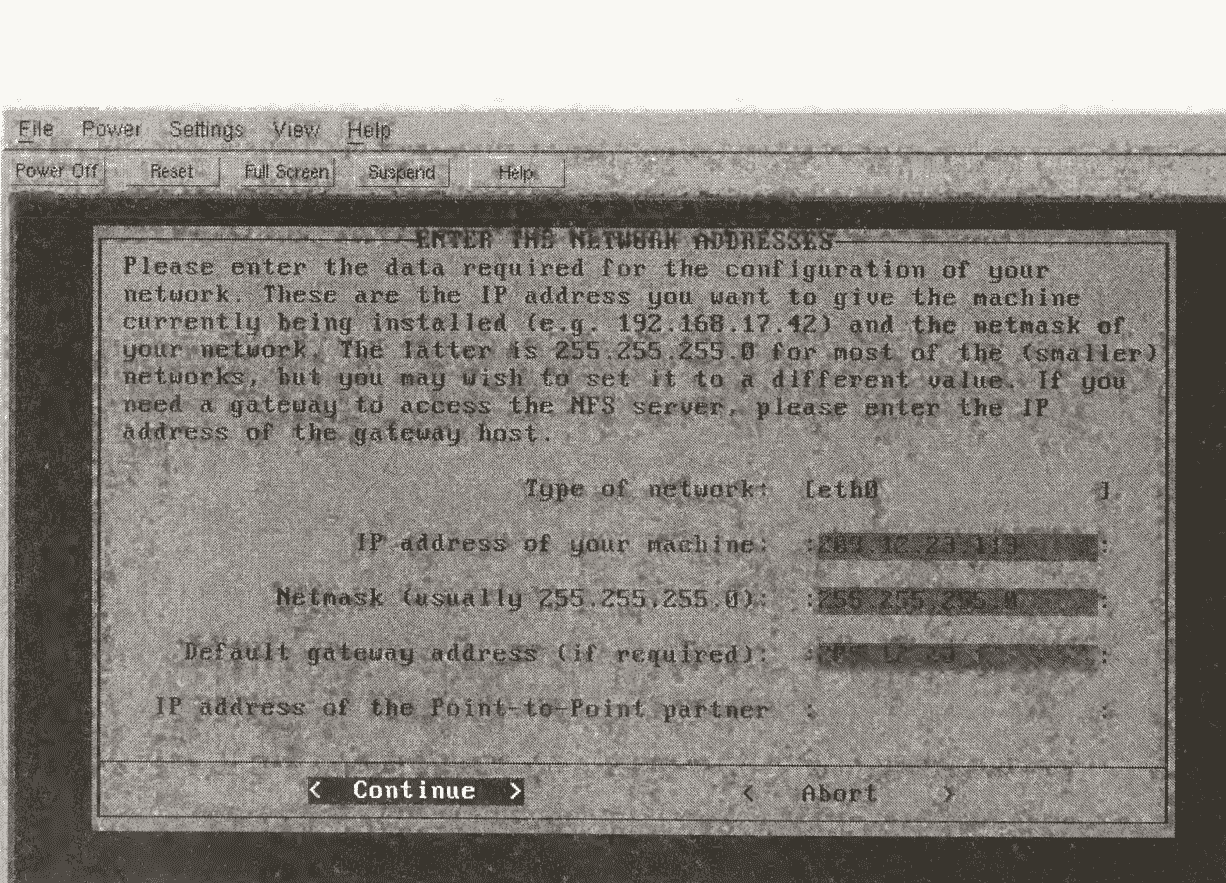 File Power Settings View Help
Power Off Reset Full Screen Suspend Help
ENTER THE NETWORK ADDRESSES
Please enter the data required for the configuration of your
network. These are the IP address you want to give the machine
currently being installed (e.g. 192.168.17.42) and the netmask of
your network. The latter is 255.255.255.0 for most of the (smaller)
networks, but you may wish to set it to a different value. If you
need a gateway to access the NFS server, please enter the IP
address of the gateway host.
Type of network: [eth0 ]
IP address of your machine: : :
Netmask (usually 255.255.255.0): :255.255.255.0 :
Default gateway address (if required): : :
IP address of the Point-to-Point partner : :
< Continue > < Abort >